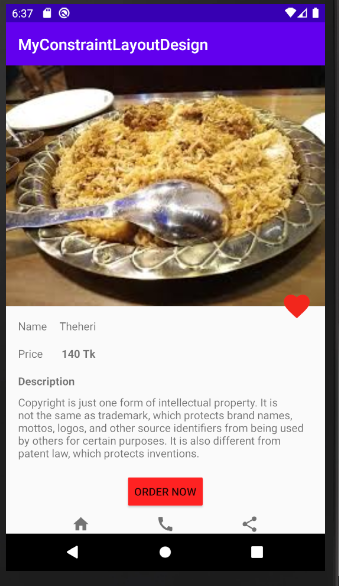 6:37
MyConstraintLayoutDesign
Name Theheri
Price 140 Tk
Description
Copyright is just one form of intellectual property. It is
not the same as trademark, which protects brand names,
mottos, logos, and other source identifiers from being used
by others for certain purposes. It is also different from
patent law, which protects inventions.
ORDER NOW